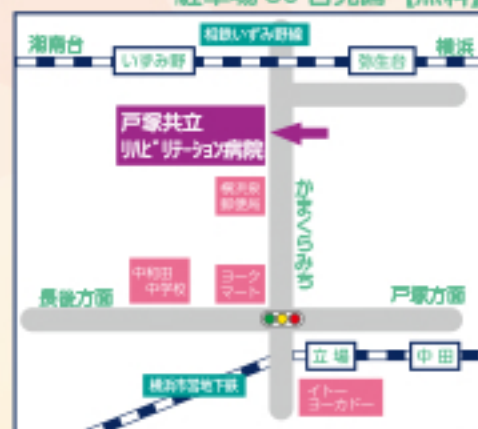 相鉄いずみ野線
湘南台
横浜
いずみ野
弥生台
戸塚共立
リハビリテーション病院
横浜泉
郵便局
かまくらみち
中和田
中学校
ヨーク
マート
長後方面
戸塚方面
立場
中田
横浜市営地下鉄
イトー
ヨーカドー